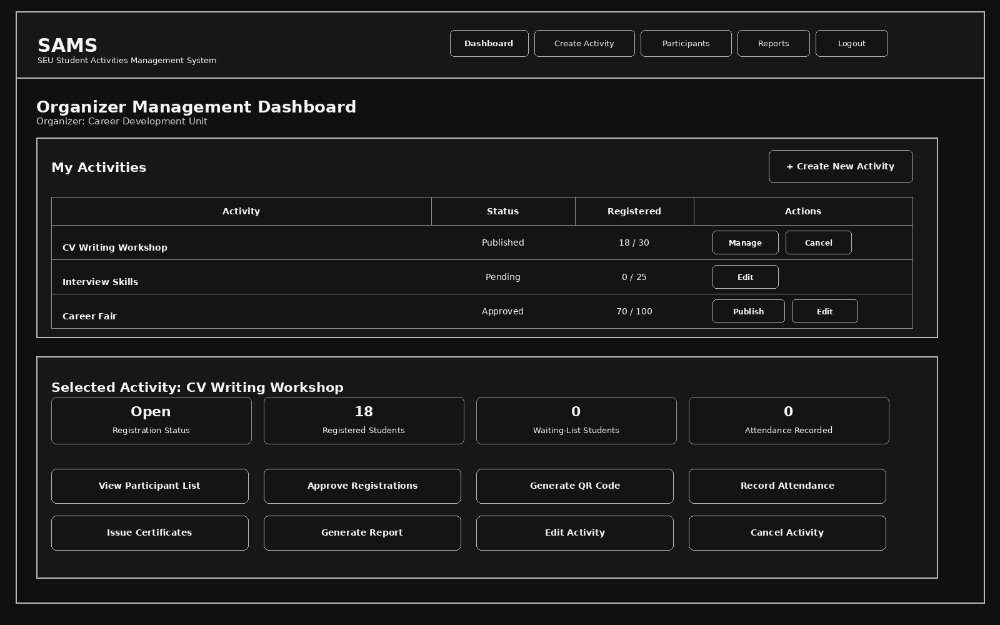 SAMS
SEU Student Activities Management System
Dashboard
Create Activity
Participants
Reports
Logout
Organizer Management Dashboard
Organizer: Career Development Unit
My Activities
+ Create New Activity
Activity Status Registered Actions
CV Writing Workshop Published 18 / 30 Manage Cancel
Interview Skills Pending 0 / 25 Edit
Career Fair Approved 70 / 100 Publish Edit
Selected Activity: CV Writing Workshop
Open
Registration Status
18
Registered Students
0
Waiting-List Students
0
Attendance Recorded
View Participant List
Approve Registrations
Generate QR Code
Record Attendance
Issue Certificates
Generate Report
Edit Activity
Cancel Activity